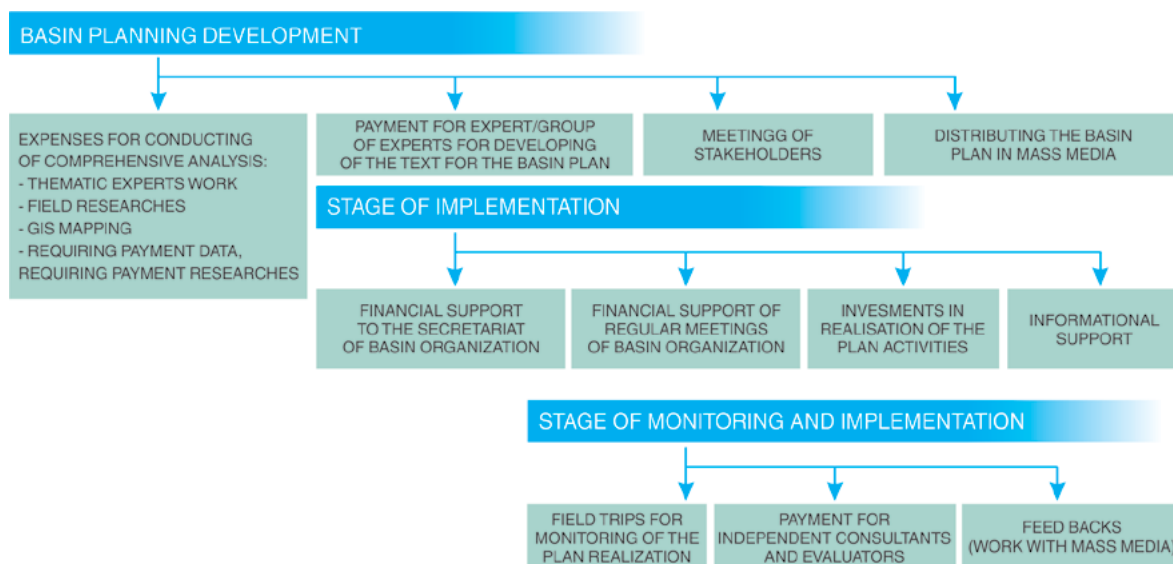 BASIN PLANNING DEVELOPMENT
EXPENSES FOR CONDUCTING
OF COMPREHENSIVE ANALYSIS:
- THEMATIC EXPERTS WORK
- FIELD RESEARCHES
- GIS MAPPING
- REQUIRING PAYMENT DATA,
REQUIRING PAYMENT RESEARCHES
PAYMENT FOR EXPERT/GROUP
OF EXPERTS FOR DEVELOPING
OF THE TEXT FOR THE BASIN PLAN
MEETINGG OF
STAKEHOLDERS
DISTRIBUTING THE BASIN
PLAN IN MASS MEDIA
STAGE OF IMPLEMENTATION
FINANCIAL SUPPORT
TO THE SECRETARIAT
OF BASIN ORGANIZATION
FINANCIAL SUPPORT OF
REGULAR MEETINGS
OF BASIN ORGANIZATION
INVESMENTS IN
REALISATION OF THE
PLAN ACTIVITIES
INFORMATIONAL
SUPPORT
STAGE OF MONITORING AND IMPLEMENTATION
FIELD TRIPS FOR
MONITORING OF THE
PLAN REALIZATION
PAYMENT FOR
INDEPENDENT CONSULTANTS
AND EVALUATORS
FEED BACKS
(WORK WITH MASS MEDIA)